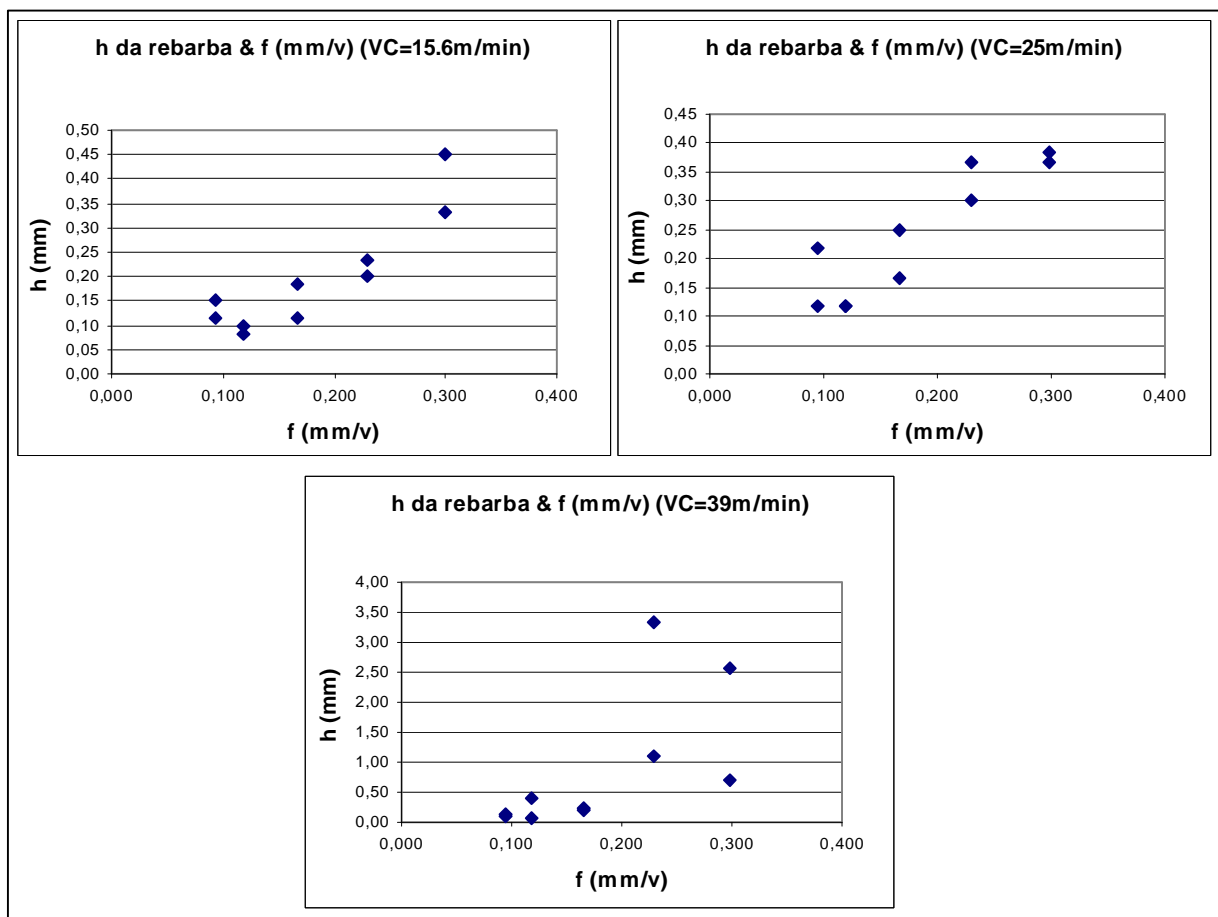 h da rebarba & f (mm/v) (VC=15.6m/min)
0,50
0,45
0,40
0,35
0,30
0,25
0,20
0,15
0,10
0,05
0,00
h (mm)
0,000 0,100 0,200 0,300 0,400
f (mm/v)
h da rebarba & f (mm/v) (VC=25m/min)
0,45
0,40
0,35
0,30
0,25
0,20
0,15
0,10
0,05
0,00
h (mm)
0,000 0,100 0,200 0,300 0,400
f (mm/v)
h da rebarba & f (mm/v) (VC=39m/min)
4,00
3,50
3,00
2,50
2,00
1,50
1,00
0,50
0,00
h (mm)
0,000 0,100 0,200 0,300 0,400
f (mm/v)